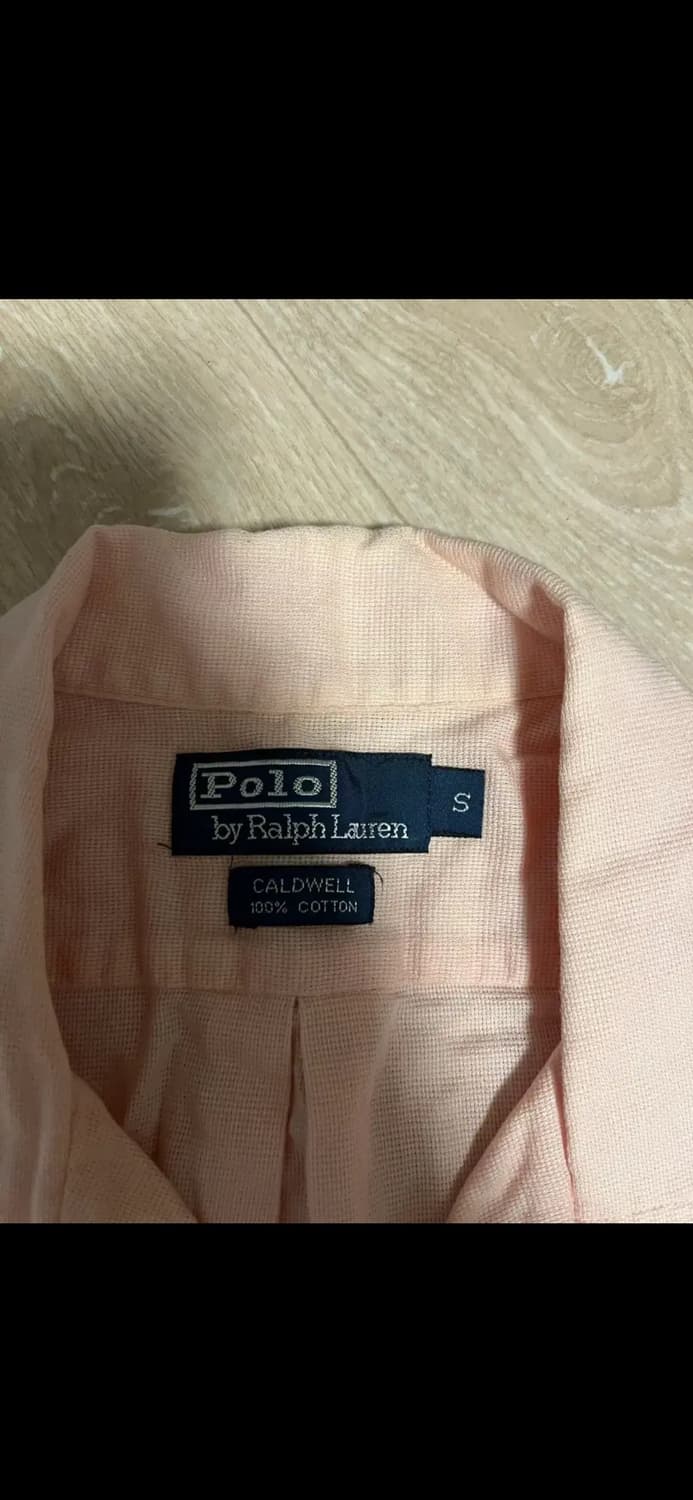 Polo
by Ralph Lauren
S
CALDWELL
100% COTTON